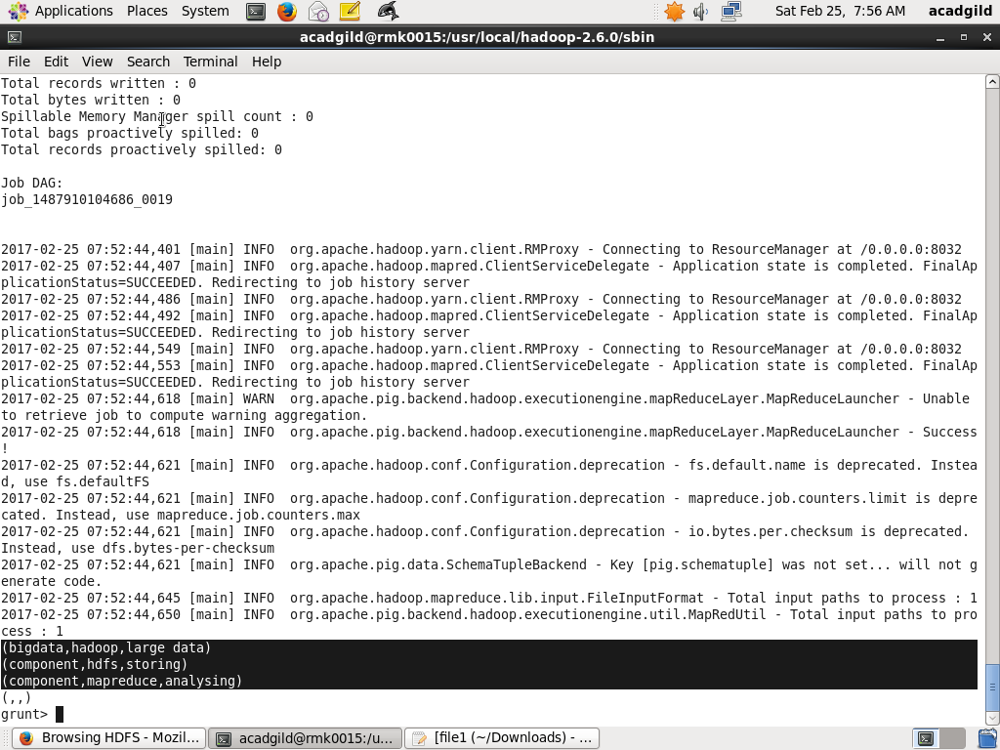 Applications Places System Sat Feb 25, 7:56 AM acadgild
acadgild@rmk0015:/usr/local/hadoop-2.6.0/sbin
File Edit View Search Terminal Help
Total records written : 0
Total bytes written : 0
Spillable Memory Manager spill count : 0
Total bags proactively spilled: 0
Total records proactively spilled: 0
Job DAG:
job_1487910104686_0019
2017-02-25 07:52:44,401 [main] INFO  org.apache.hadoop.yarn.client.RMProxy - Connecting to ResourceManager at /0.0.0.0:8032
2017-02-25 07:52:44,407 [main] INFO  org.apache.hadoop.mapred.ClientServiceDelegate - Application state is completed. FinalAp
plicationStatus=SUCCEEDED. Redirecting to job history server
2017-02-25 07:52:44,486 [main] INFO  org.apache.hadoop.yarn.client.RMProxy - Connecting to ResourceManager at /0.0.0.0:8032
2017-02-25 07:52:44,492 [main] INFO  org.apache.hadoop.mapred.ClientServiceDelegate - Application state is completed. FinalAp
plicationStatus=SUCCEEDED. Redirecting to job history server
2017-02-25 07:52:44,549 [main] INFO  org.apache.hadoop.yarn.client.RMProxy - Connecting to ResourceManager at /0.0.0.0:8032
2017-02-25 07:52:44,553 [main] INFO  org.apache.hadoop.mapred.ClientServiceDelegate - Application state is completed. FinalAp
plicationStatus=SUCCEEDED. Redirecting to job history server
2017-02-25 07:52:44,618 [main] WARN  org.apache.pig.backend.hadoop.executionengine.mapReduceLayer.MapReduceLauncher - Unable
to retrieve job to compute warning aggregation.
2017-02-25 07:52:44,618 [main] INFO  org.apache.pig.backend.hadoop.executionengine.mapReduceLayer.MapReduceLauncher - Success
!
2017-02-25 07:52:44,621 [main] INFO  org.apache.hadoop.conf.Configuration.deprecation - fs.default.name is deprecated. Instea
d, use fs.defaultFS
2017-02-25 07:52:44,621 [main] INFO  org.apache.hadoop.conf.Configuration.deprecation - mapreduce.job.counters.limit is depre
cated. Instead, use mapreduce.job.counters.max
2017-02-25 07:52:44,621 [main] INFO  org.apache.hadoop.conf.Configuration.deprecation - io.bytes.per.checksum is deprecated.
Instead, use dfs.bytes-per-checksum
2017-02-25 07:52:44,621 [main] INFO  org.apache.pig.data.SchemaTupleBackend - Key [pig.schematuple] was not set... will not g
enerate code.
2017-02-25 07:52:44,645 [main] INFO  org.apache.hadoop.mapreduce.lib.input.FileInputFormat - Total input paths to process : 1
2017-02-25 07:52:44,650 [main] INFO  org.apache.pig.backend.hadoop.executionengine.util.MapRedUtil - Total input paths to pro
cess : 1
(bigdata,hadoop,large data)
(component,hdfs,storing)
(component,mapreduce,analysing)
(,,)
grunt>
Browsing HDFS - Mozil... acadgild@rmk0015:/u... [file1 (~/Downloads) - ...